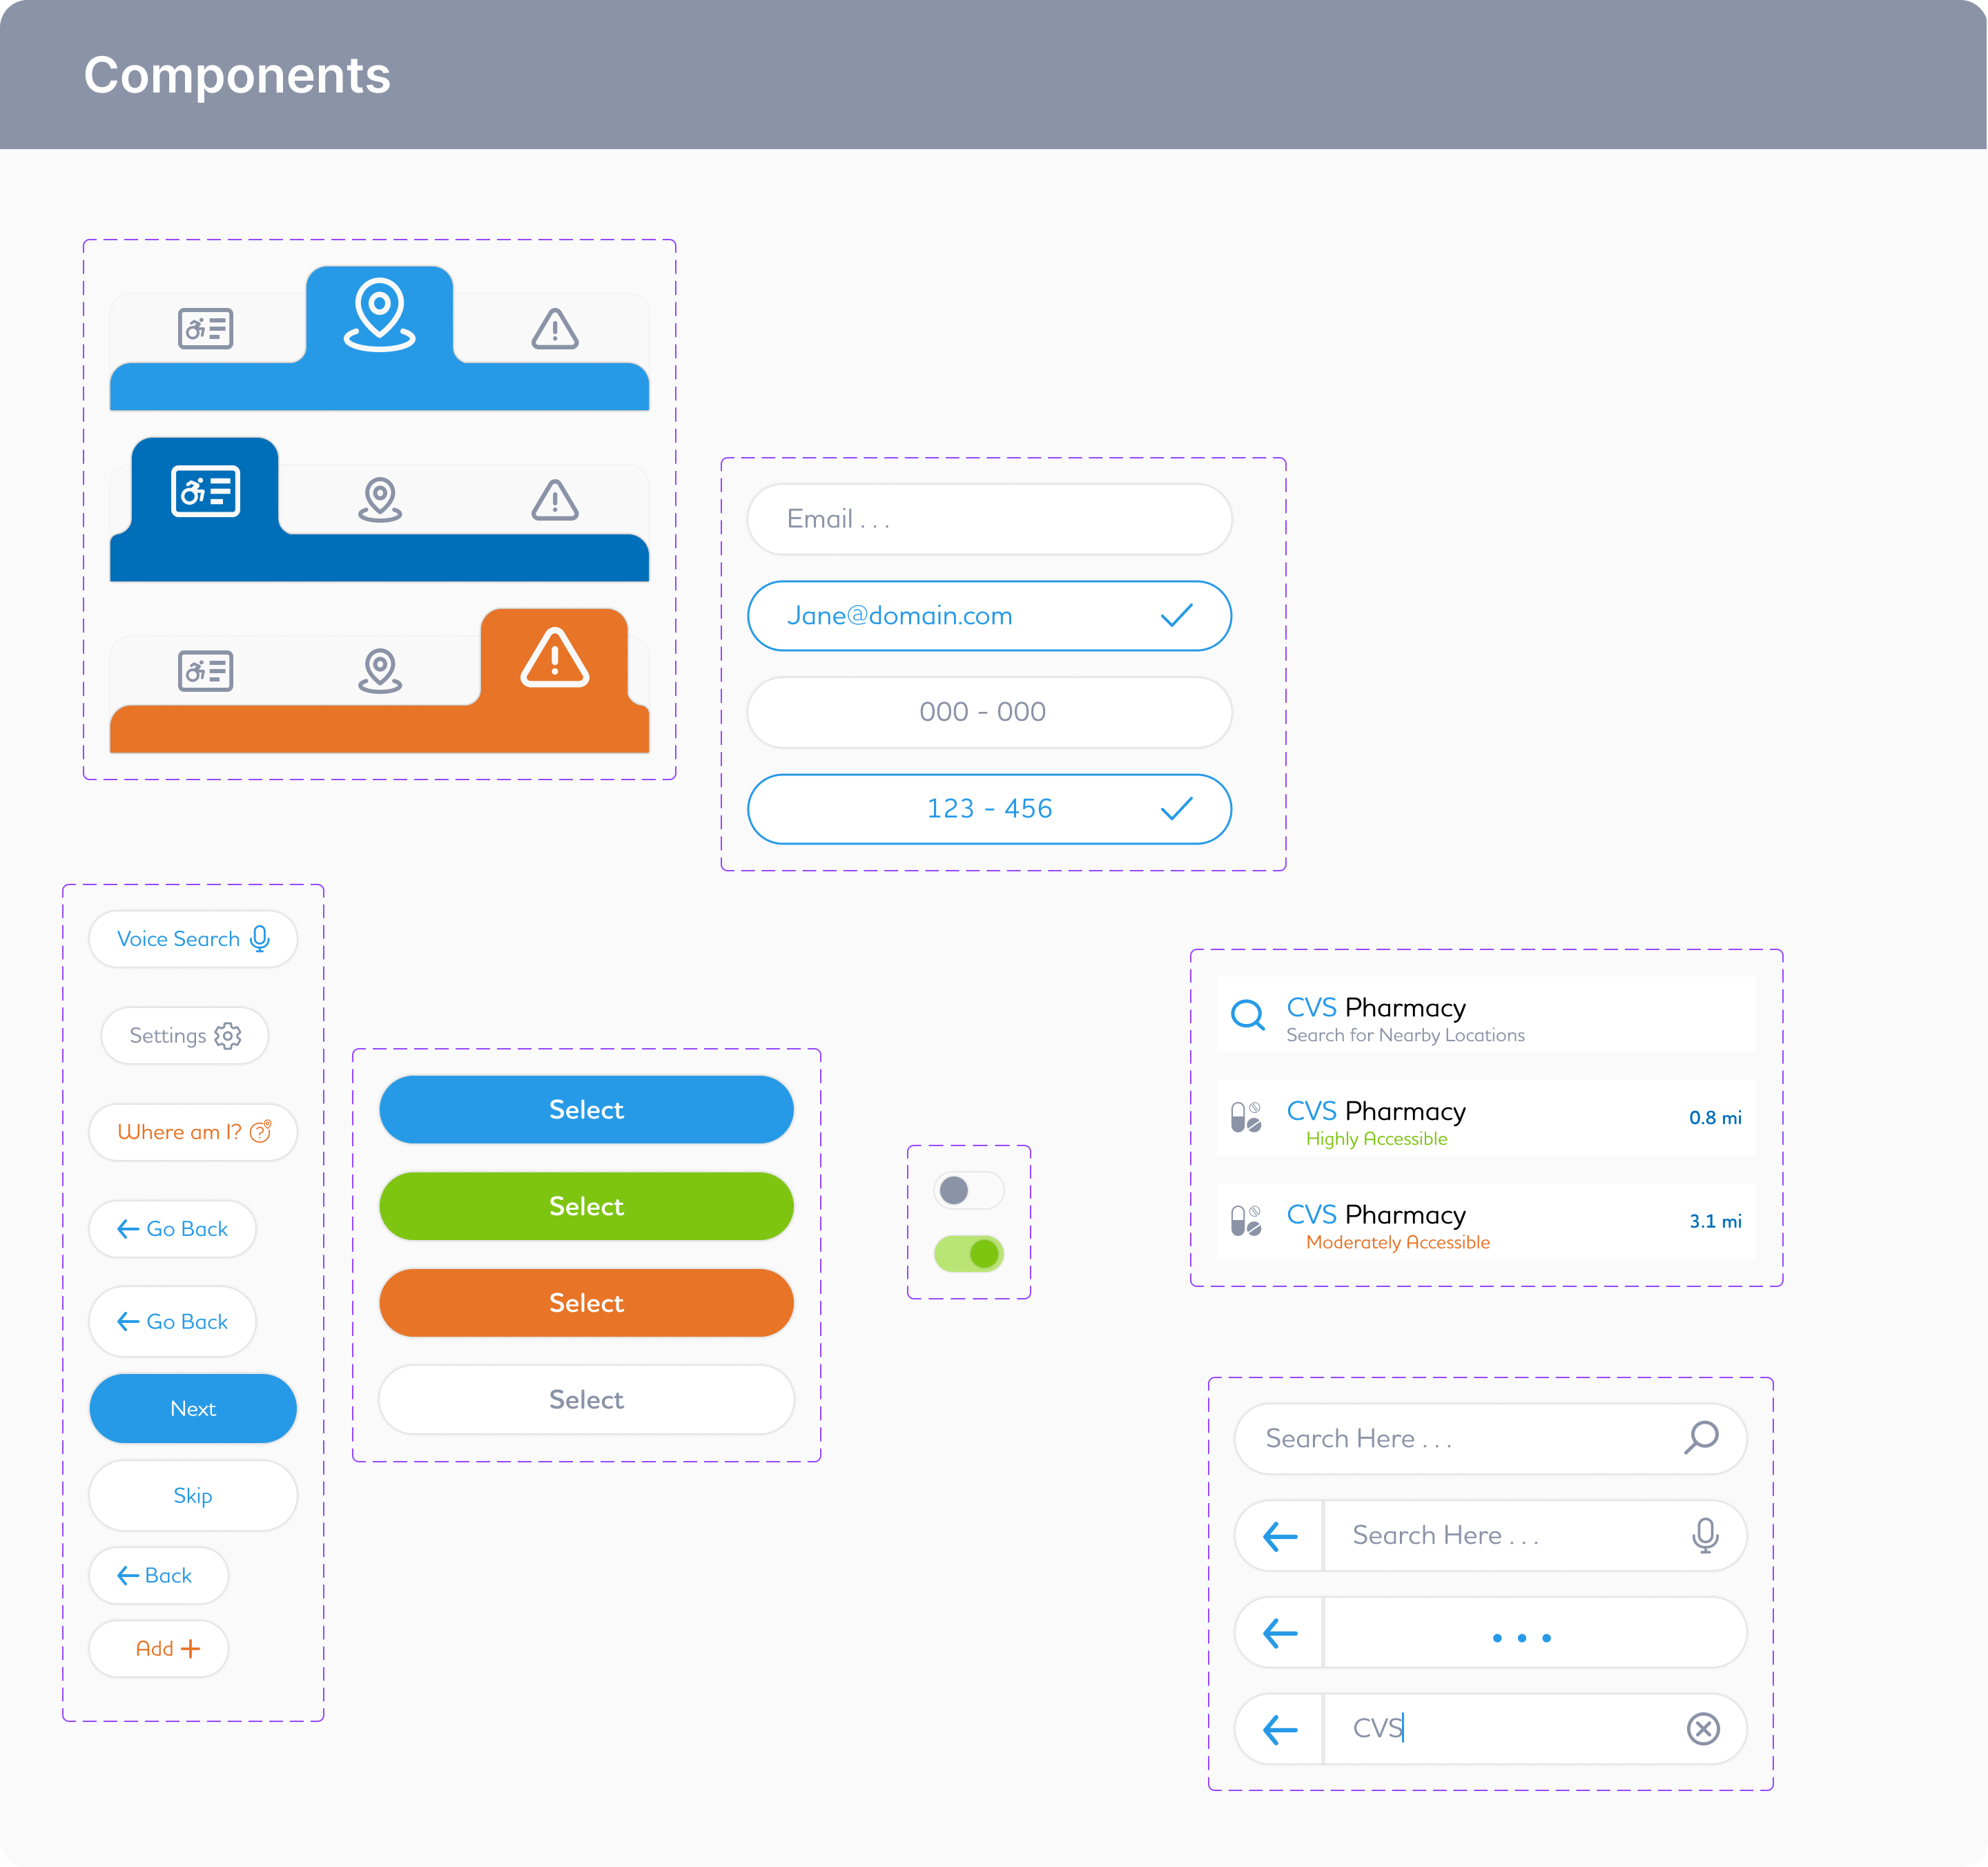 Components
Email . . .
Jane@domain.com
000 - 000
123 - 456
Voice Search
Settings
Where am I?
Go Back
Go Back
Next
Skip
Back
Add
Select
Select
Select
Select
CVS Pharmacy
Search for Nearby Locations
CVS Pharmacy
Highly Accessible
0.8 mi
CVS Pharmacy
Moderately Accessible
3.1 mi
Search Here . . .
Search Here . . .
CVS